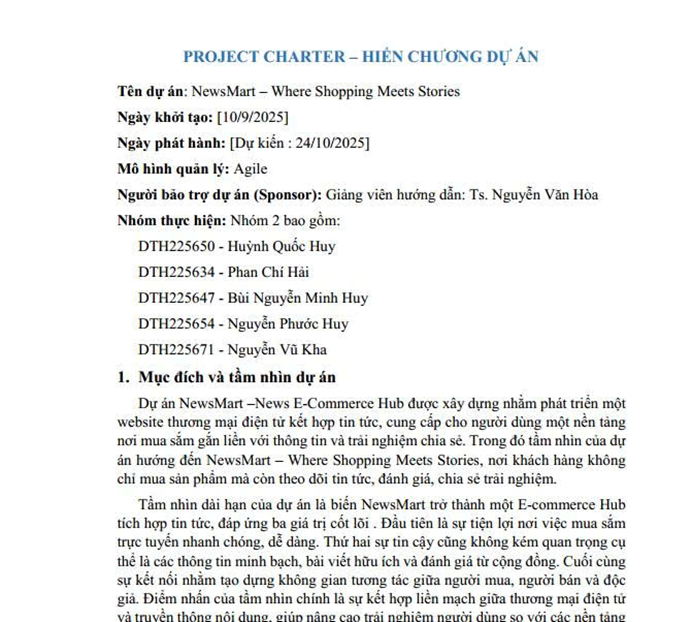 PROJECT CHARTER – HIẾN CHƯƠNG DỰ ÁN
Tên dự án: NewsMart – Where Shopping Meets Stories
Ngày khởi tạo: [10/9/2025]
Ngày phát hành: [Dự kiến : 24/10/2025]
Mô hình quản lý: Agile
Người bảo trợ dự án (Sponsor): Giảng viên hướng dẫn: Ts. Nguyễn Văn Hòa
Nhóm thực hiện: Nhóm 2 bao gồm:
DTH225650 - Huỳnh Quốc Huy
DTH225634 - Phan Chí Hải
DTH225647 - Bùi Nguyễn Minh Huy
DTH225654 - Nguyễn Phước Huy
DTH225671 - Nguyễn Vũ Kha
1. Mục đích và tầm nhìn dự án
Dự án NewsMart –News E-Commerce Hub được xây dựng nhằm phát triển một
website thương mại điện tử kết hợp tin tức, cung cấp cho người dùng một nền tảng
nơi mua sắm gắn liền với thông tin và trải nghiệm chia sẻ. Trong đó tầm nhìn của dự
án hướng đến NewsMart – Where Shopping Meets Stories, nơi khách hàng không
chỉ mua sản phẩm mà còn theo dõi tin tức, đánh giá, chia sẻ trải nghiệm.
Tầm nhìn dài hạn của dự án là biến NewsMart trở thành một E-commerce Hub
tích hợp tin tức, đáp ứng ba giá trị cốt lõi . Đầu tiên là sự tiện lợi nơi việc mua sắm
trực tuyến nhanh chóng, dễ dàng. Thứ hai sự tin cậy cũng không kém quan trọng cụ
thể là các thông tin minh bạch, bài viết hữu ích và đánh giá từ cộng đồng. Cuối cùng
sự kết nối nhằm tạo dựng không gian tương tác giữa người mua, người bán và độc
giả. Điểm nhấn của tầm nhìn chính là sự kết hợp liền mạch giữa thương mại điện tử
và truyền thông nội dung, giúp nâng cao trải nghiệm người dùng so với các nền tảng